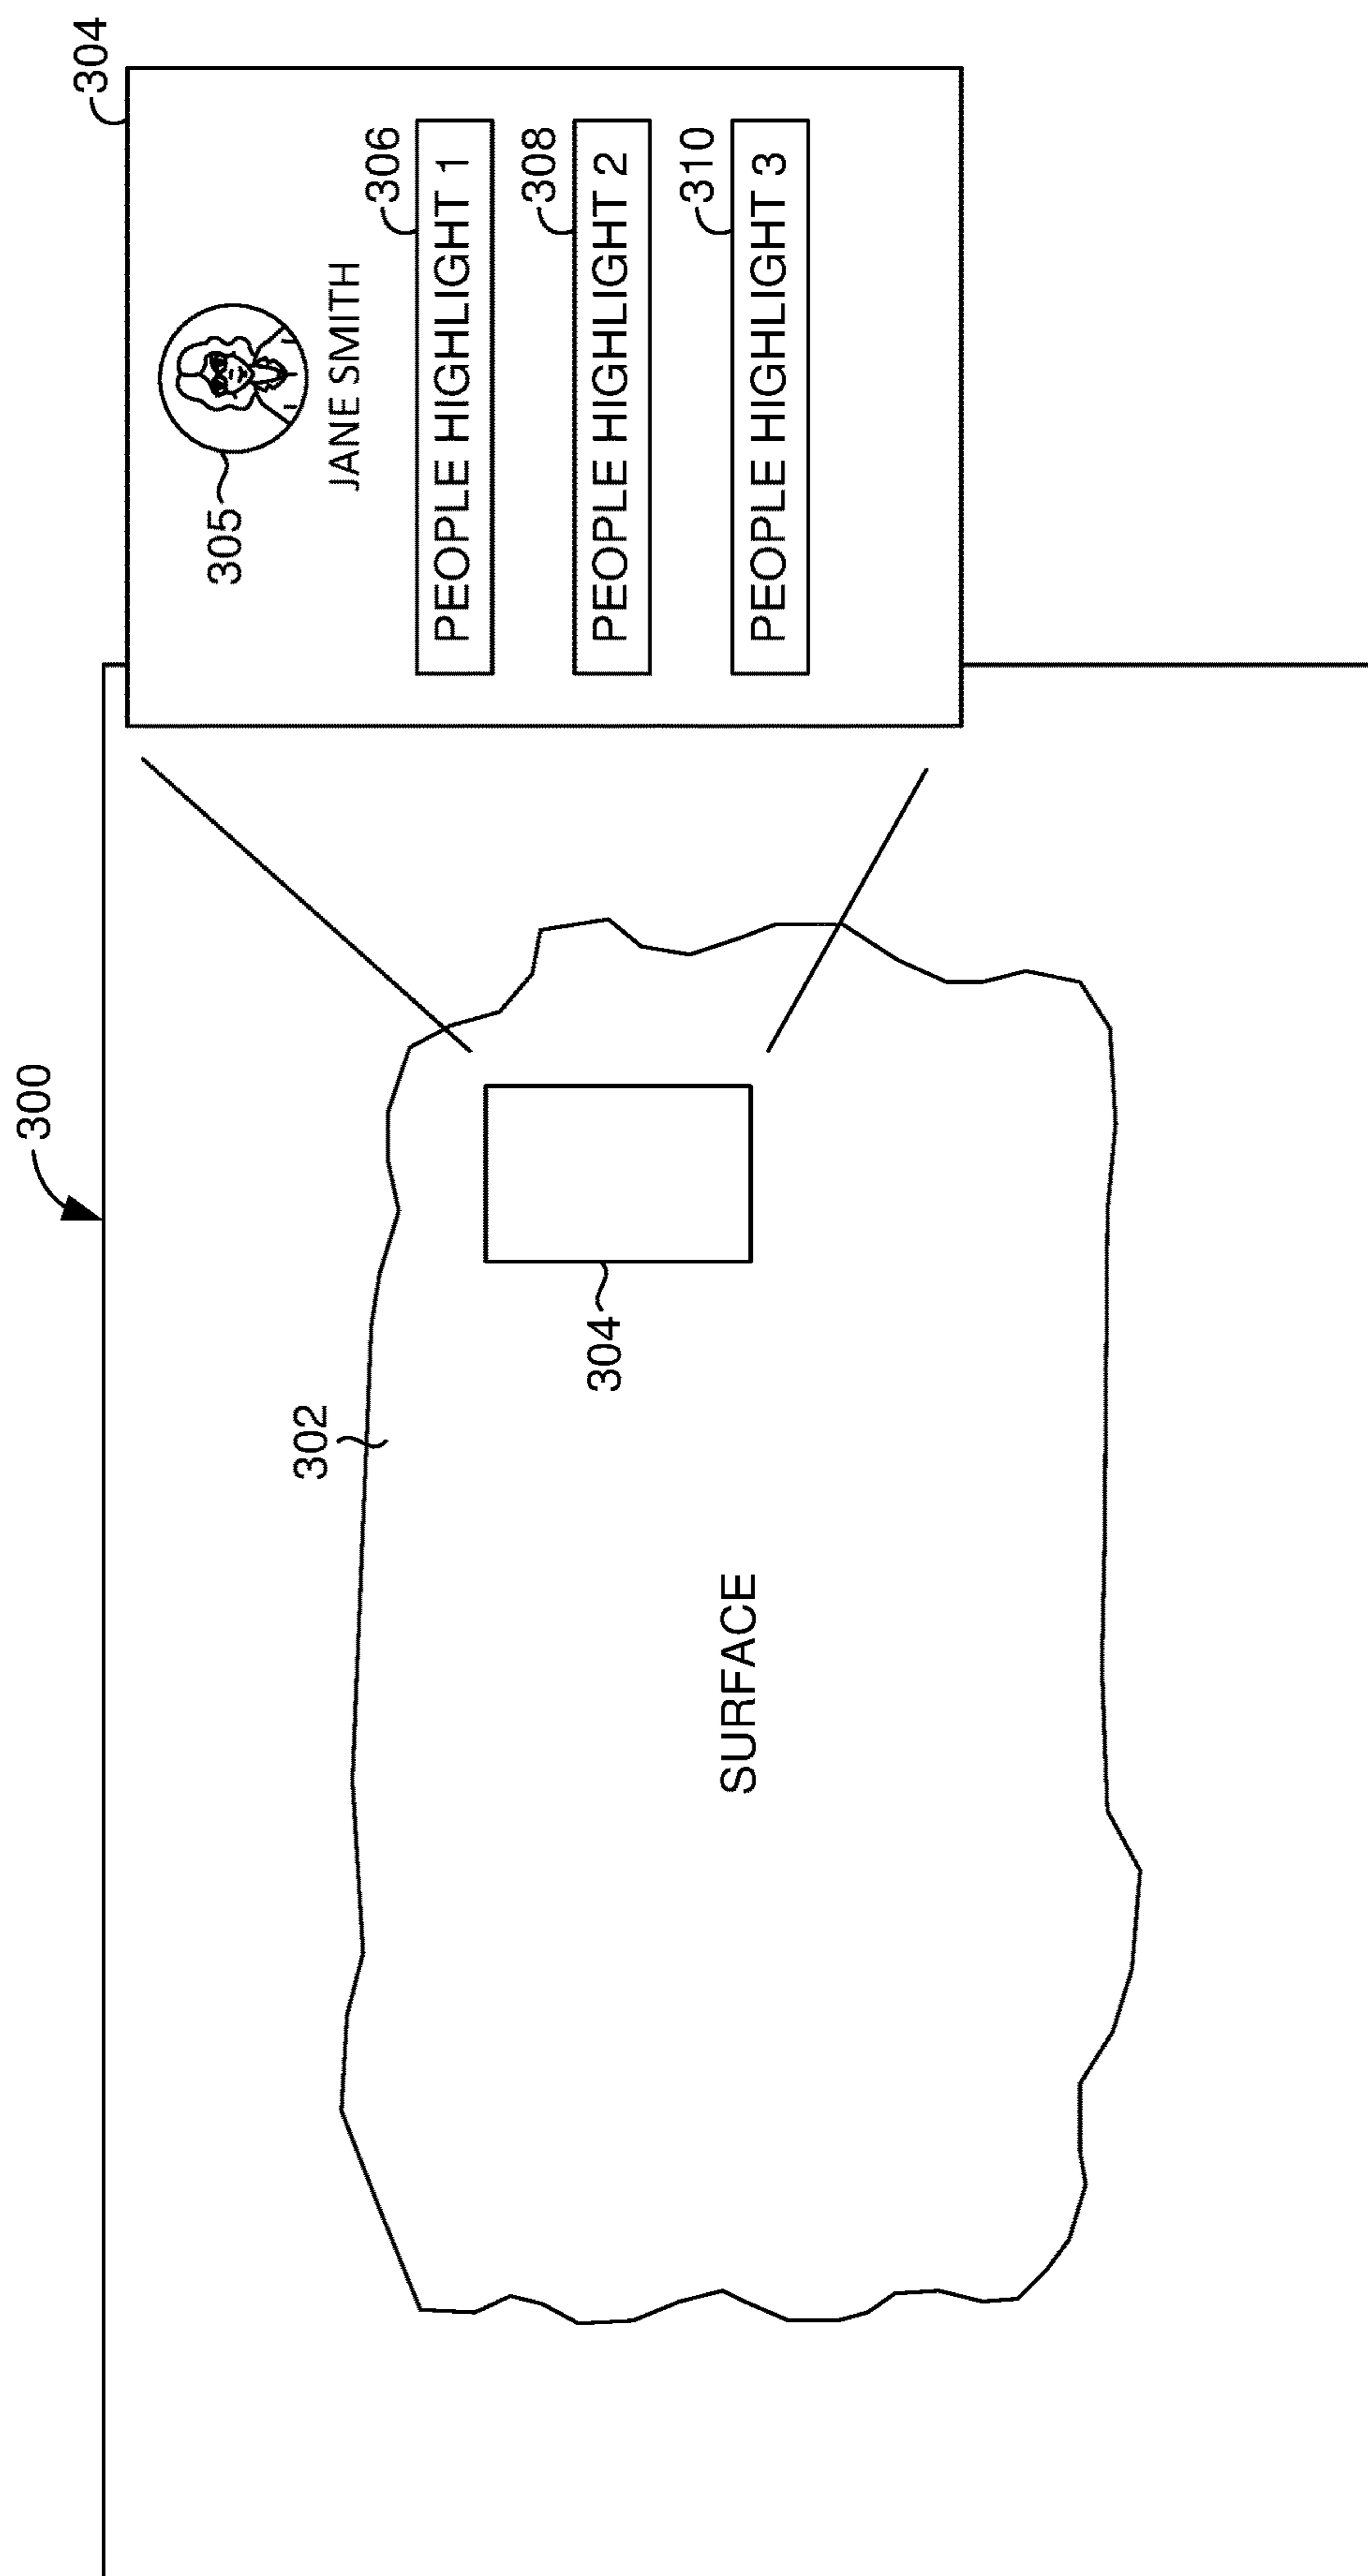 300
304
305
JANE SMITH
306
PEOPLE HIGHLIGHT 1
308
PEOPLE HIGHLIGHT 2
310
PEOPLE HIGHLIGHT 3
302
304
SURFACE